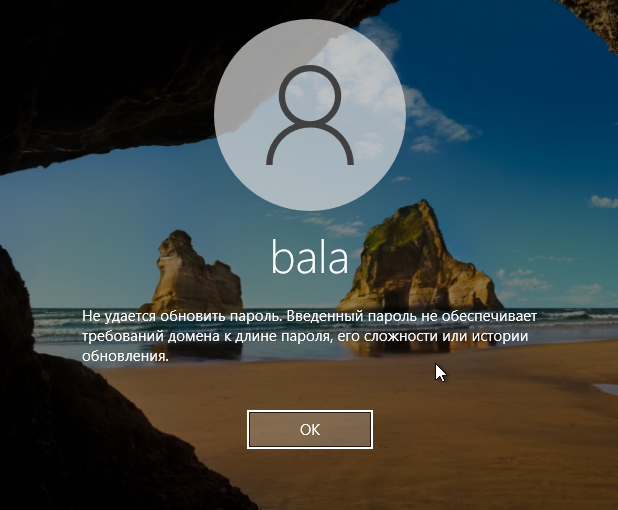 bala
Не удается обновить пароль. Введенный пароль не обеспечивает
требований домена к длине пароля, его сложности или истории
обновления.
OK